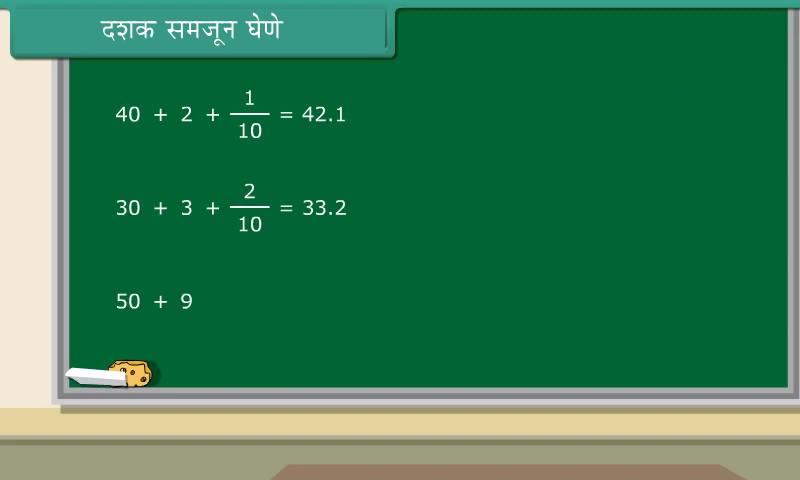 दशक समजून घेणे
40 + 2 + 1/10 = 42.1
30 + 3 + 2/10 = 33.2
50 + 9